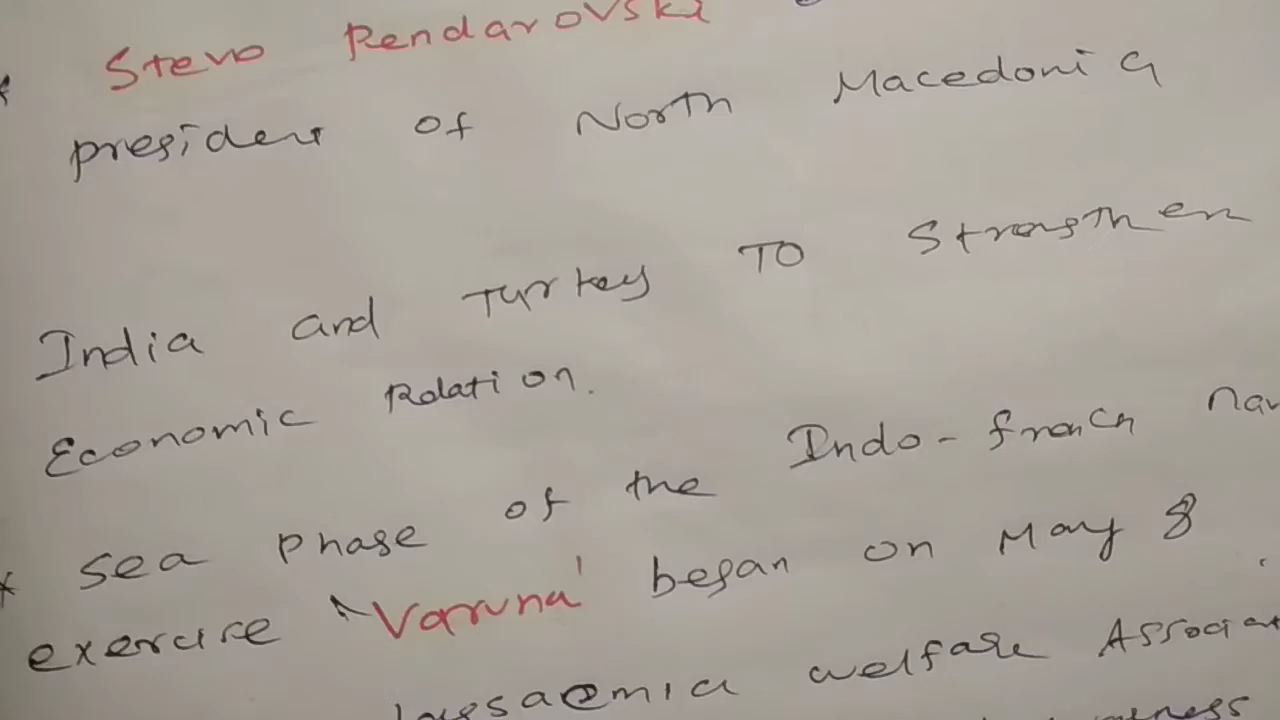 Stevo Pendarovski
president of North Macedonia
India and Turkey To Strengthen
Economic Relation.
* Sea Phase of the Indo-french
exercise 'Varuna' began on May 8
welfare